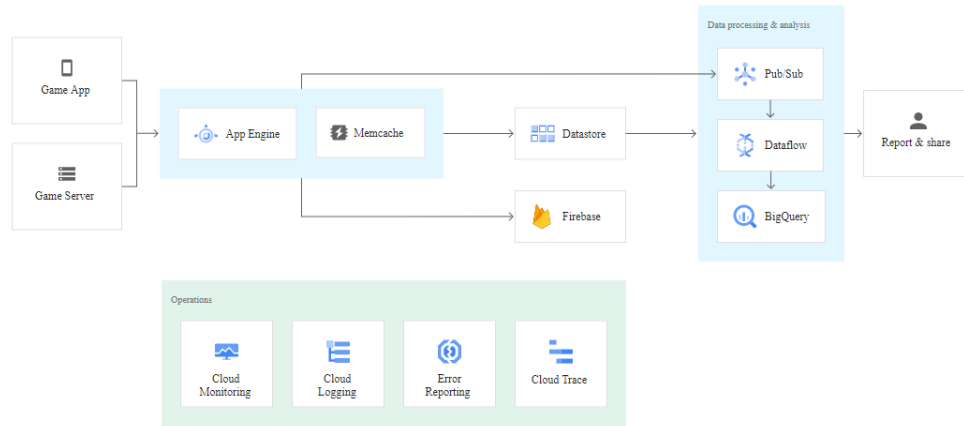 Data processing & analysis
Game App
Pub/Sub
App Engine
Memcache
Datastore
Dataflow
Report & share
Game Server
Firebase
BigQuery
Operations
Cloud
Monitoring
Cloud
Logging
Error
Reporting
Cloud Trace